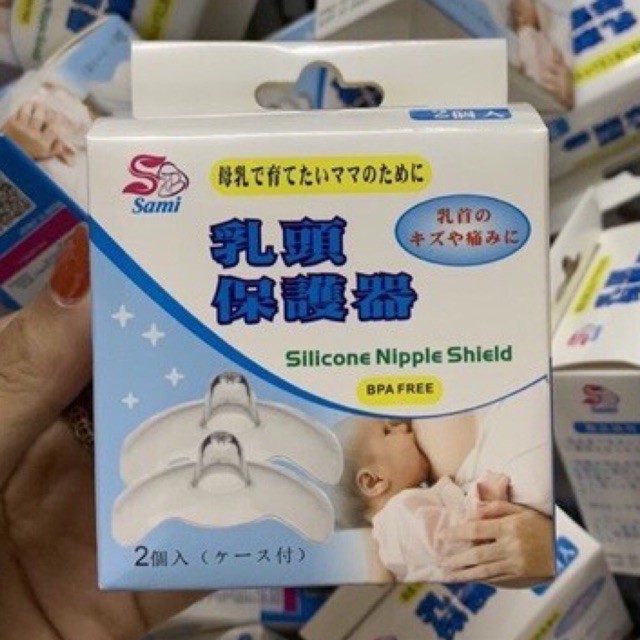 Sami
母乳で育てたいママのために
乳首の
キズや痛みに
乳頭
保護器
Silicone Nipple Shield
BPA FREE
2個入（ケース付）
2個入